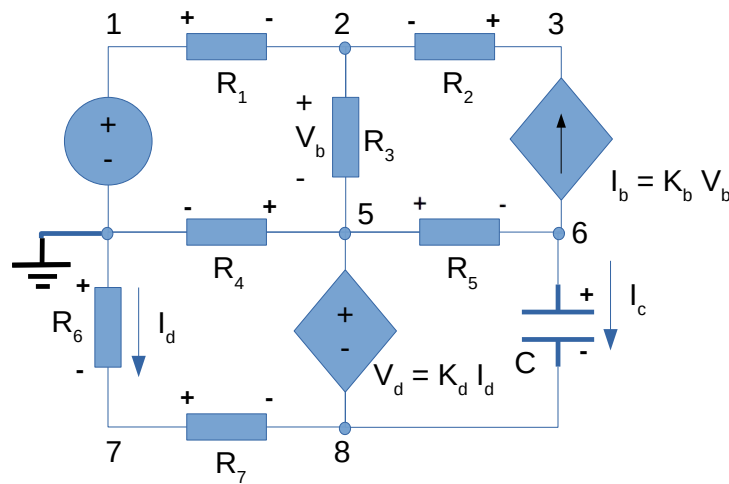 1 + - 2 - + 3
R1 R2
+ - + Vb - R3 Ib = Kb Vb
- + 5 + - 6
R4 R5
+ R6 - Id + - Vd = Kd Id + C - Ic
+ -
7 R7 8